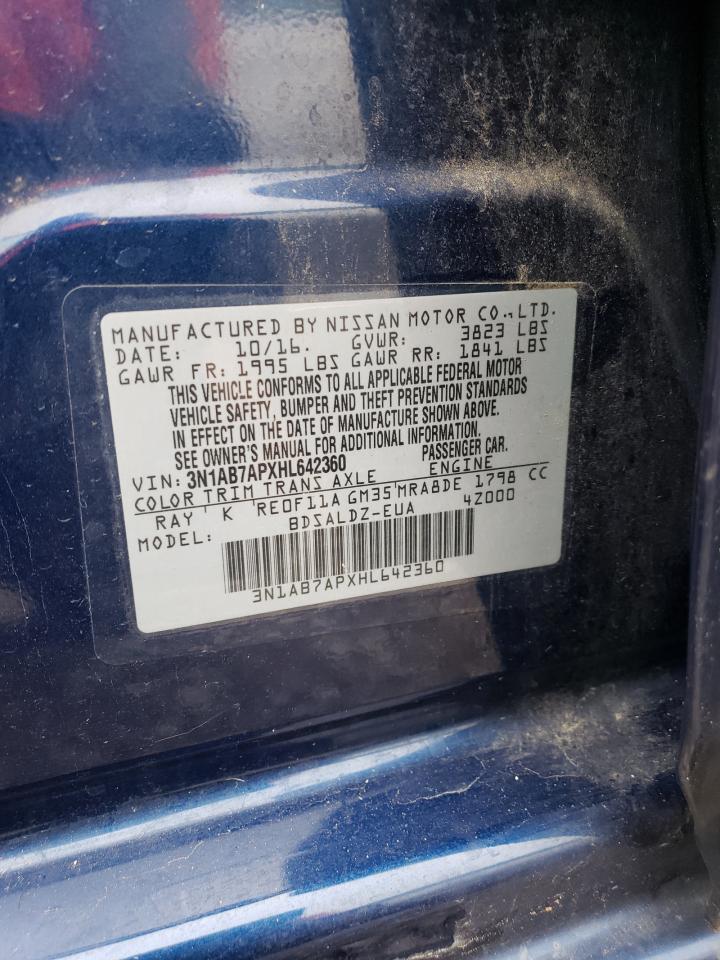 MANUFACTURED BY NISSAN MOTOR CO., LTD.
DATE: 10/16. GVWR: 3823 LBS
GAWR FR: 1995 LBS GAWR RR: 1841 LBS
THIS VEHICLE CONFORMS TO ALL APPLICABLE FEDERAL MOTOR
VEHICLE SAFETY, BUMPER AND THEFT PREVENTION STANDARDS
IN EFFECT ON THE DATE OF MANUFACTURE SHOWN ABOVE.
SEE OWNER'S MANUAL FOR ADDITIONAL INFORMATION.
VIN: 3N1AB7APXHL642360 PASSENGER CAR.
COLOR TRIM TRANS AXLE ENGINE
RAY ' K 'RE0F11A GM35'MRA8DE 1798 CC
MODEL: BDSALDZ-EUA 4Z000
3N1AB7APXHL642360